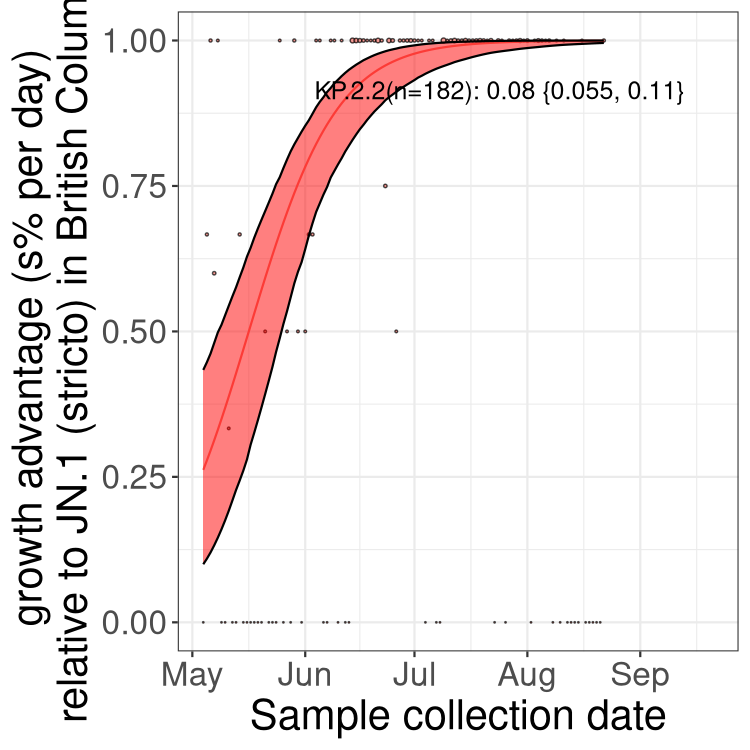 growth advantage (s% per day)
relative to JN.1 (stricto) in British Colum
1.00
0.75
0.50
0.25
0.00
KP.2.2(n=182): 0.08 {0.055, 0.11}
May Jun Jul Aug Sep
Sample collection date